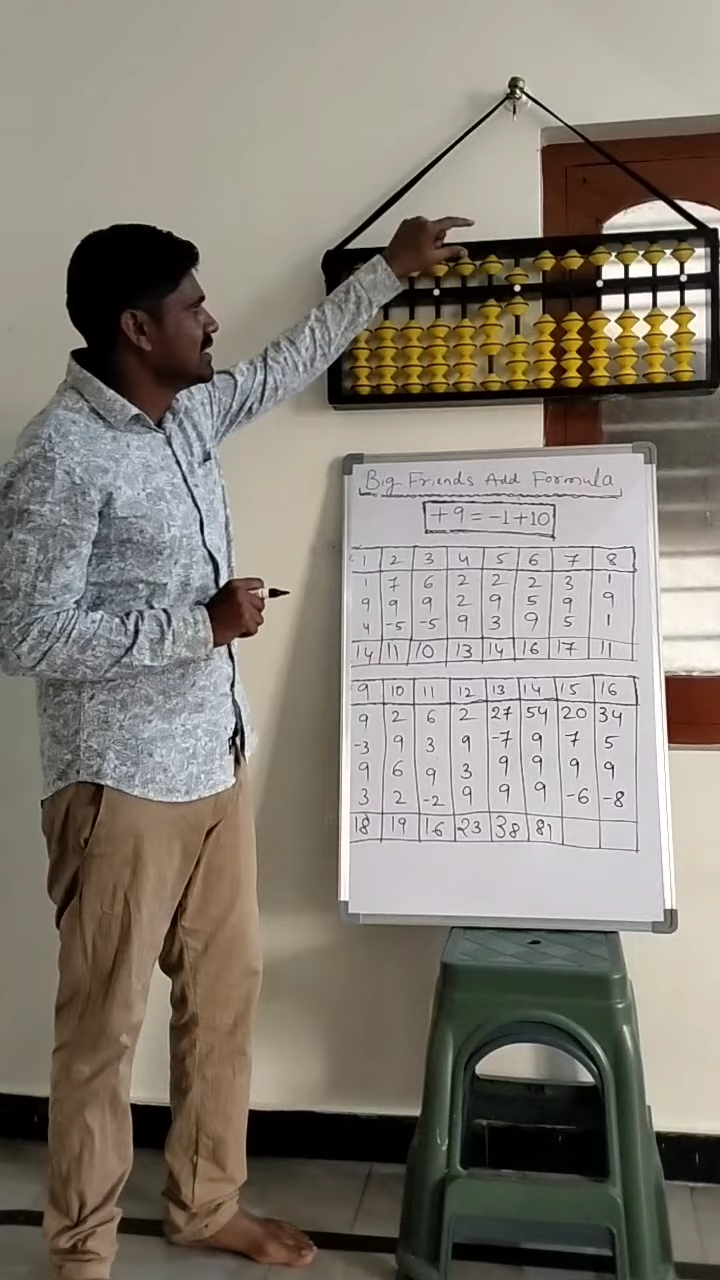 Big Friends Add Formula
+9 = -1+10
1 2 3 4 5 6 7 8
1 7 6 2 2 2 3 1
9 9 9 2 9 5 9 9
4 -5 -5 9 3 9 5 1
14 11 10 13 14 16 17 11
9 10 11 12 13 14 15 16
9 2 6 2 27 54 20 34
-3 9 3 9 -7 9 7 5
9 6 9 3 9 9 9 9
3 2 -2 9 9 9 -6 -8
18 19 16 23 38 81